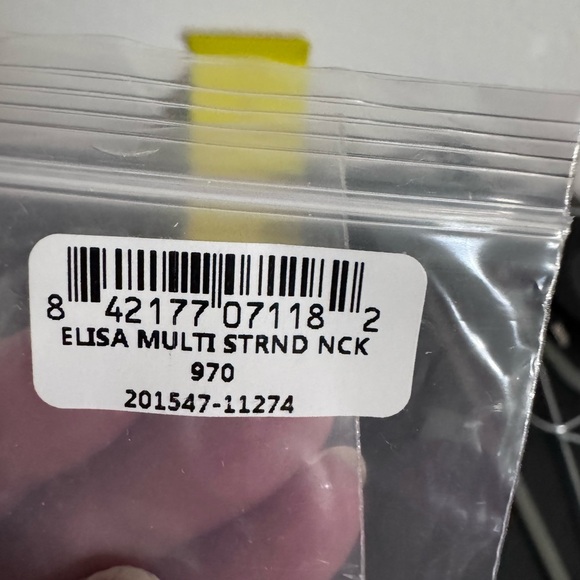 8 42177 07118 2
ELISA MULTI STRND NCK
970
201547-11274